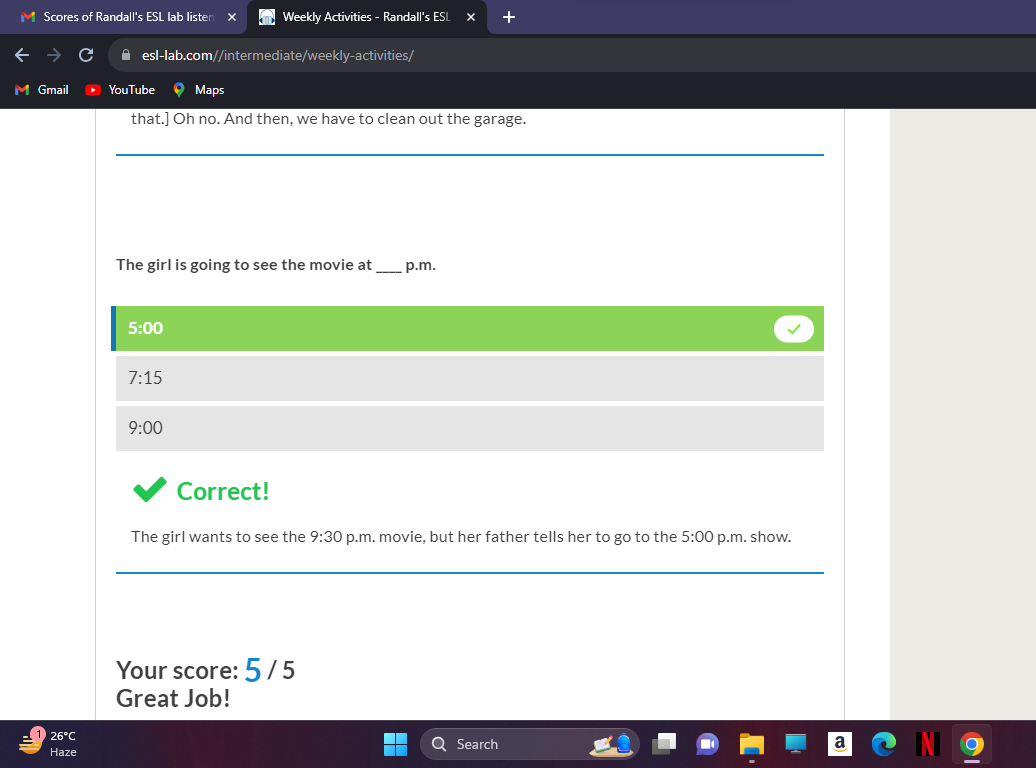 Scores of Randall's ESL lab listen
Weekly Activities - Randall's ESL
esl-lab.com//intermediate/weekly-activities/
Gmail
YouTube
Maps
that.] Oh no. And then, we have to clean out the garage.
The girl is going to see the movie at ____ p.m.
5:00
7:15
9:00
Correct!
The girl wants to see the 9:30 p.m. movie, but her father tells her to go to the 5:00 p.m. show.
Your score: 5 / 5
Great Job!
1
26°C
Haze
Search
a
N